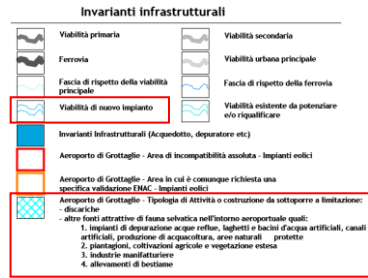 Invarianti infrastrutturali
Viabilità primaria
Viabilità secondaria
Ferrovia
Viabilità urbana principale
Fascia di rispetto della viabilità
principale
Fascia di rispetto della ferrovia
Viabilità di nuovo impianto
Viabilità esistente da potenziare
e/o riqualificare
Invarianti Infrastrutturali (Acquedotto, depuratore etc)
Aeroporto di Grottaglie - Area di incompatibilità assoluta - Impianti eolici
Aeroporto di Grottaglie - Area in cui è comunque richiesta una
specifica validazione ENAC - Impianti eolici
Aeroporto di Grottaglie - Tipologia di Attività o costruzione da sottoporre a limitazione:
- discariche
- altre fonti attrattive di fauna selvatica nell'intorno aeroportuale quali:
1. impianti di depurazione acque reflue, laghetti e bacini d'acqua artificiali, canali
artificiali, produzione di acquacoltura, aree naturali protette
2. piantagioni, coltivazioni agricole e vegetazione estesa
3. industrie manifatturiere
4. allevamenti di bestiame